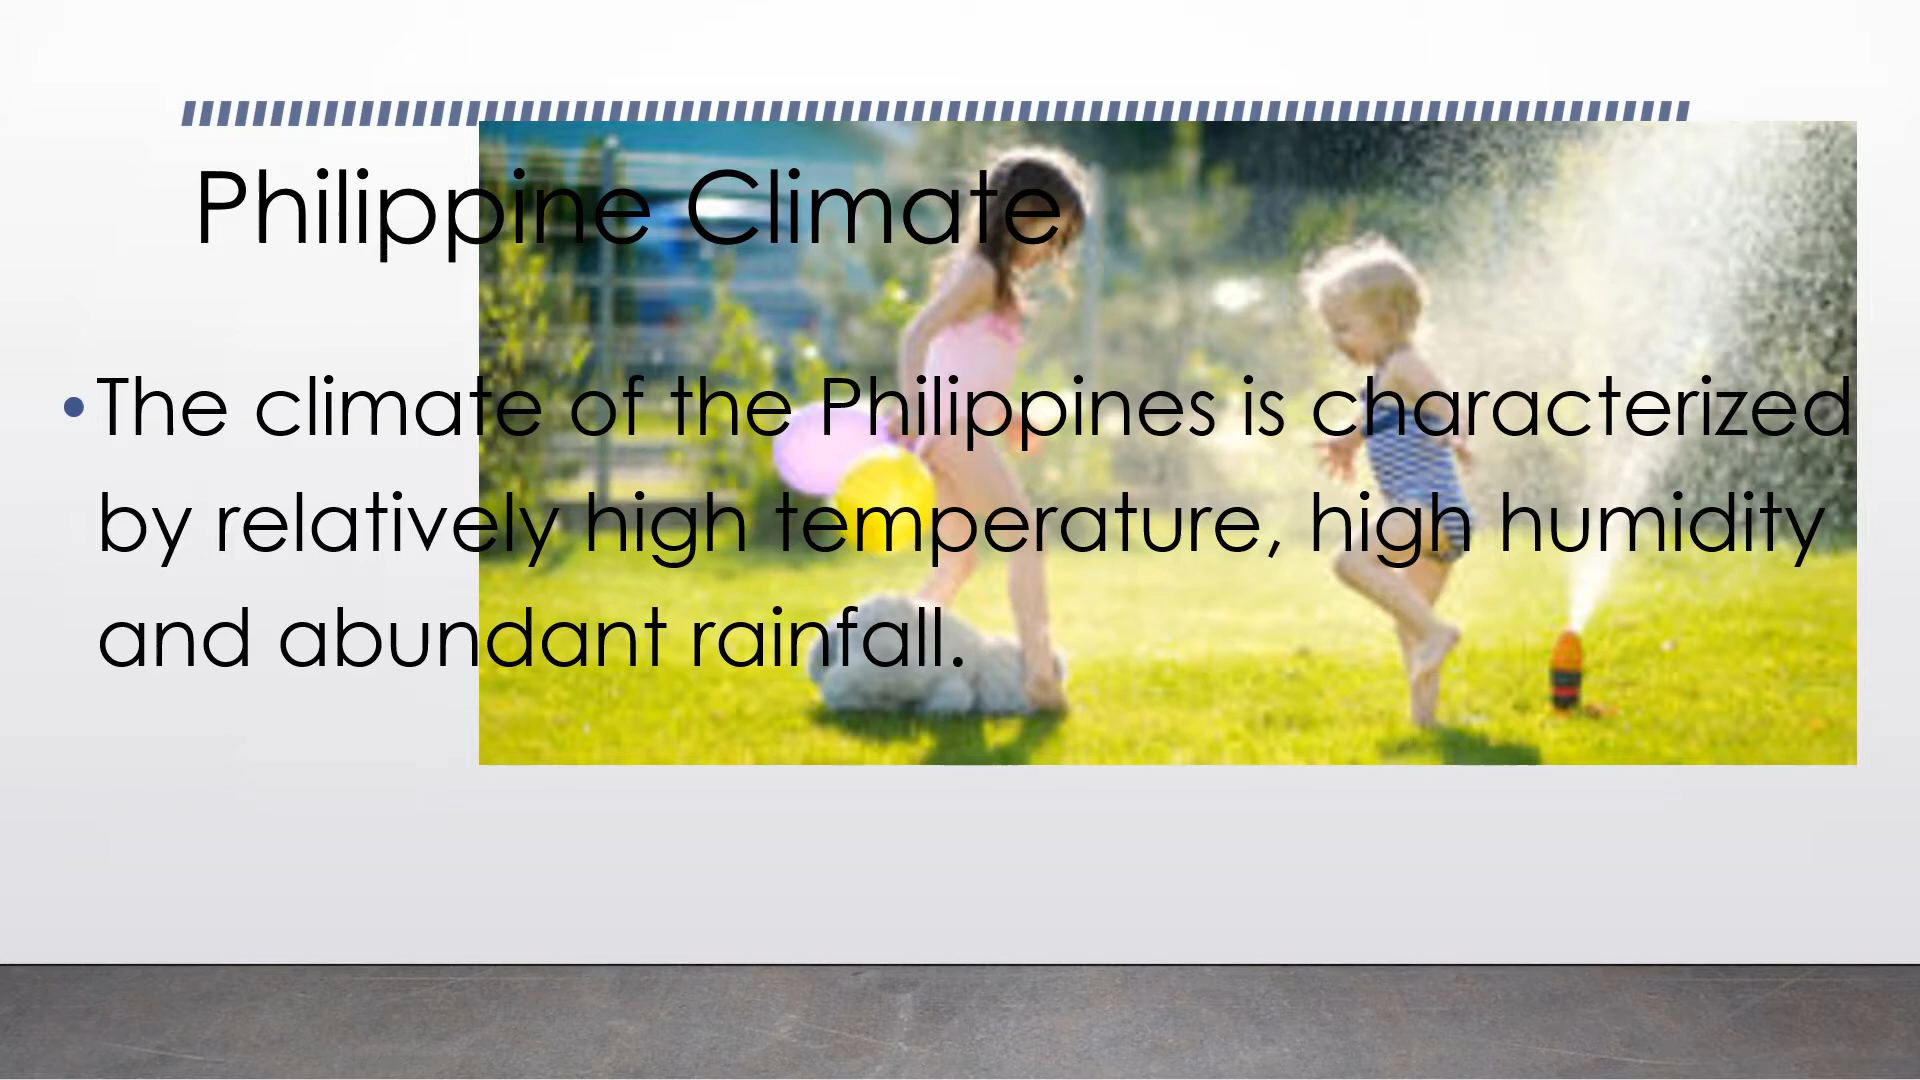 Philippine Climate
•The climate of the Philippines is characterized
by relatively high temperature, high humidity
and abundant rainfall.